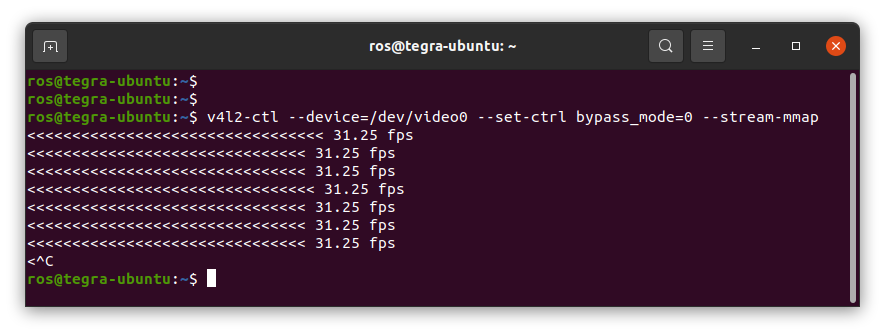 ros@tegra-ubuntu: ~
ros@tegra-ubuntu:~$
ros@tegra-ubuntu:~$
ros@tegra-ubuntu:~$ v4l2-ctl --device=/dev/video0 --set-ctrl bypass_mode=0 --stream-mmap
<<<<<<<<<<<<<<<<<<<<<<<<<<<<<<<<< 31.25 fps
<<<<<<<<<<<<<<<<<<<<<<<<<<<<<<< 31.25 fps
<<<<<<<<<<<<<<<<<<<<<<<<<<<<<<< 31.25 fps
<<<<<<<<<<<<<<<<<<<<<<<<<<<<<<<< 31.25 fps
<<<<<<<<<<<<<<<<<<<<<<<<<<<<<<< 31.25 fps
<<<<<<<<<<<<<<<<<<<<<<<<<<<<<<< 31.25 fps
<<<<<<<<<<<<<<<<<<<<<<<<<<<<<<< 31.25 fps
<^C
ros@tegra-ubuntu:~$